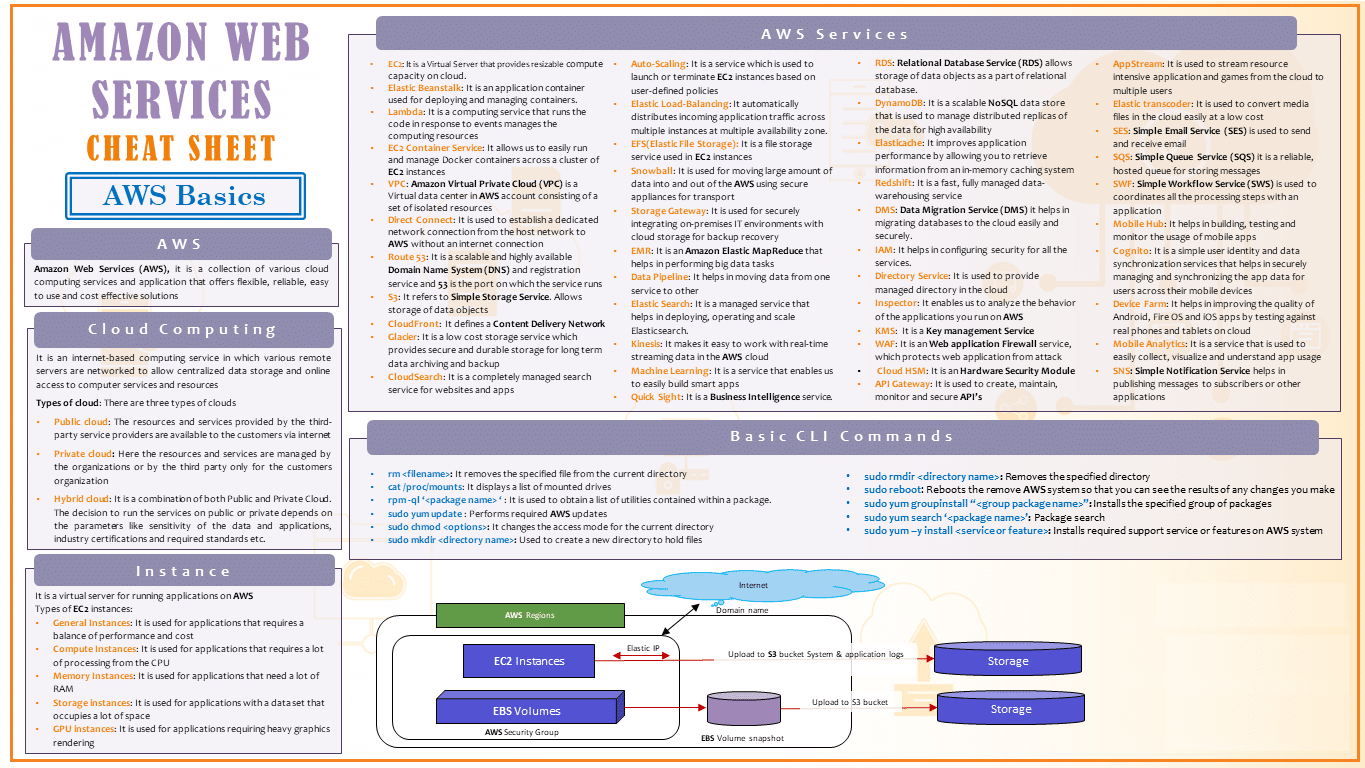 AMAZON WEB
SERVICES
CHEAT SHEET
AWS Basics
AWS
Amazon Web Services (AWS), it is a collection of various cloud
computing services and application that offers flexible, reliable, easy
to use and cost effective solutions
Cloud Computing
It is an internet-based computing service in which various remote
servers are networked to allow centralized data storage and online
access to computer services and resources
Types of cloud: There are three types of clouds
• Public cloud: The resources and services provided by the third-
party service providers are available to the customers via internet
• Private cloud: Here the resources and services are managed by
the organizations or by the third party only for the customers
organization
• Hybrid cloud: It is a combination of both Public and Private Cloud.
The decision to run the services on public or private depends on
the parameters like sensitivity of the data and applications,
industry certifications and required standards etc.
Instance
It is a virtual server for running applications on AWS
Types of EC2 instances:
• General Instances: It is used for applications that requires a
balance of performance and cost
• Compute Instances: It is used for applications that requires a lot
of processing from the CPU
• Memory Instances: It is used for applications that need a lot of
RAM
• Storage instances: It is used for applications with a data set that
occupies a lot of space
• GPU instances: It is used for applications requiring heavy graphics
rendering
AWS Services
• EC2: It is a Virtual Server that provides resizable compute
capacity on cloud.
• Elastic Beanstalk: It is an application container
used for deploying and managing containers.
• Lambda: It is a computing service that runs the
code in response to events manages the
computing resources
• EC2 Container Service: It allows us to easily run
and manage Docker containers across a cluster of
EC2 instances
• VPC: Amazon Virtual Private Cloud (VPC) is a
Virtual data center in AWS account consisting of a
set of isolated resources
• Direct Connect: It is used to establish a dedicated
network connection from the best network to
AWS without an internet connection
• Route 53: It is a scalable and highly available
Domain Name System (DNS) and registration
service and 53 is the port on which the service runs
• S3: It refers to Simple Storage Service. Allows
storage of data objects
• CloudFront: It defines a Content Delivery Network
• Glacier: It is a low cost storage service which
provides secure and durable storage for long term
data archiving and backup
• CloudSearch: It is a completely managed search
service for websites and apps
• Auto-Scaling: It is a service which is used to
launch or terminate EC2 instances based on
user-defined policies
• Elastic Load-Balancing: It automatically
distributes incoming application traffic across
multiple instances at multiple availability zone.
• EFS(Elastic File Storage): It is a file storage
service used in EC2 instances
• Snowball: It is used for moving large amount of
data into and out of the AWS using secure
appliances for transport
• Storage Gateway: It is used for securely
integrating on-premises IT environments with
cloud storage for backup recovery
• EMR: It is an Amazon Elastic MapReduce that
helps in performing big data tasks
• Data Pipeline: It helps in moving data from one
service to other
• Elastic Search: It is a managed service that
helps in deploying, operating and scale
Elasticsearch.
• Kinesis: It makes it easy to work with real-time
streaming data in the AWS cloud
• Machine Learning: It is a service that enables us
to easily build smart apps
• Quick Sight: It is a Business Intelligence service.
• RDS: Relational Database Service (RDS) allows
storage of data objects as a part of relational
database.
• DynamoDB: It is a scalable NoSQL data store
that is used to manage distributed replicas of
the data for high availability
• Elasticache: It improves application
performance by allowing you to retrieve
information from an in-memory caching system
• Redshift: It is a fast, fully managed data-
warehousing service
• DMS: Data Migration Service (DMS) it helps in
migrating databases to the cloud easily and
securely.
• IAM: It helps in configuring security for all the
services.
• Directory Service: It is used to provide
managed directory in the cloud
• Inspector: It enables us to analyze the behavior
of the applications you run on AWS
• KMS: It is a Key management Service
• WAF: It is an Web application Firewall service,
which protects web application from attack
• Cloud HSM: It is an Hardware Security Module
• API Gateway: It is used to create, maintain,
monitor and secure API's
• AppStream: It is used to stream resource
intensive application and games from the cloud to
multiple users
• Elastic transcoder: It is used to convert media
files in the cloud easily at a low cost
• SES: Simple Email Service (SES) is used to send
and receive email
• SQS: Simple Queue Service (SQS) it is a reliable,
hosted queue for storing messages
• SWF: Simple Workflow Service (SWS) is used to
coordinates all the processing steps with an
application
• Mobile Hub: It helps in building, testing and
monitor the usage of mobile apps
• Cognito: It is a simple user identity and data
synchronization services that helps in securely
managing and synchronizing the app data for
users across their mobile devices
• Device Farm: It helps in improving the quality of
Android, Fire OS and iOS apps by testing against
real phones and tablets on cloud
• Mobile Analytics: It is a service that is used to
easily collect, visualize and understand app usage
• SNS: Simple Notification Service helps in
publishing messages to subscribers or other
applications
Basic CLI Commands
• rm <filename>: It removes the specified file from the current directory
• cat /proc/mounts: It displays a list of mounted drives
• rpm -ql ‘<package name> ‘ : It is used to obtain a list of utilities contained within a package.
• sudo yum update : Performs required AWS updates
• sudo chmod <options>: It changes the access mode for the current directory
• sudo mkdir <directory name>: Used to create a new directory to hold files
• sudo rmdir <directory name>: Removes the specified directory
• sudo reboot: Reboots the remove AWS system so that you can see the results of any changes you make
• sudo yum groupinstall “<group package name>”: Installs the specified group of packages
• sudo yum search ‘<package name>’: Package search
• sudo yum –y install <service or feature>: Installs required support service or features on AWS system
Internet
Domain name
AWS Regions
Elastic IP
EC2 Instances
Upload to S3 bucket System & application logs
Storage
EBS Volumes
Upload to S3 bucket
Storage
AWS Security Group
EBS Volume snapshot